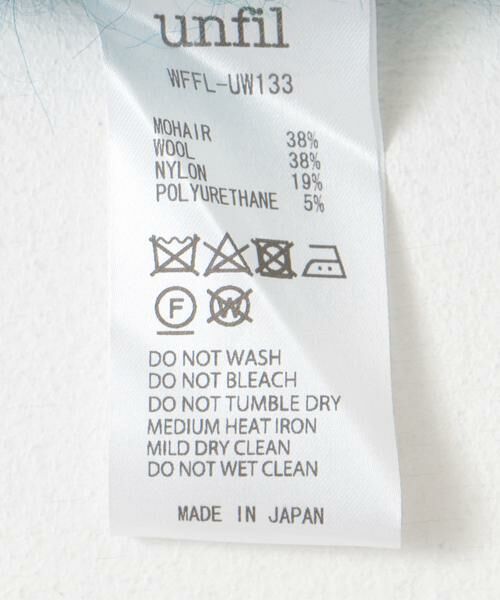 unfil
WFFL-UW133
MOHAIR 38%
WOOL 38%
NYLON 19%
POLYURETHANE 5%
F W
DO NOT WASH
DO NOT BLEACH
DO NOT TUMBLE DRY
MEDIUM HEAT IRON
MILD DRY CLEAN
DO NOT WET CLEAN
MADE IN JAPAN